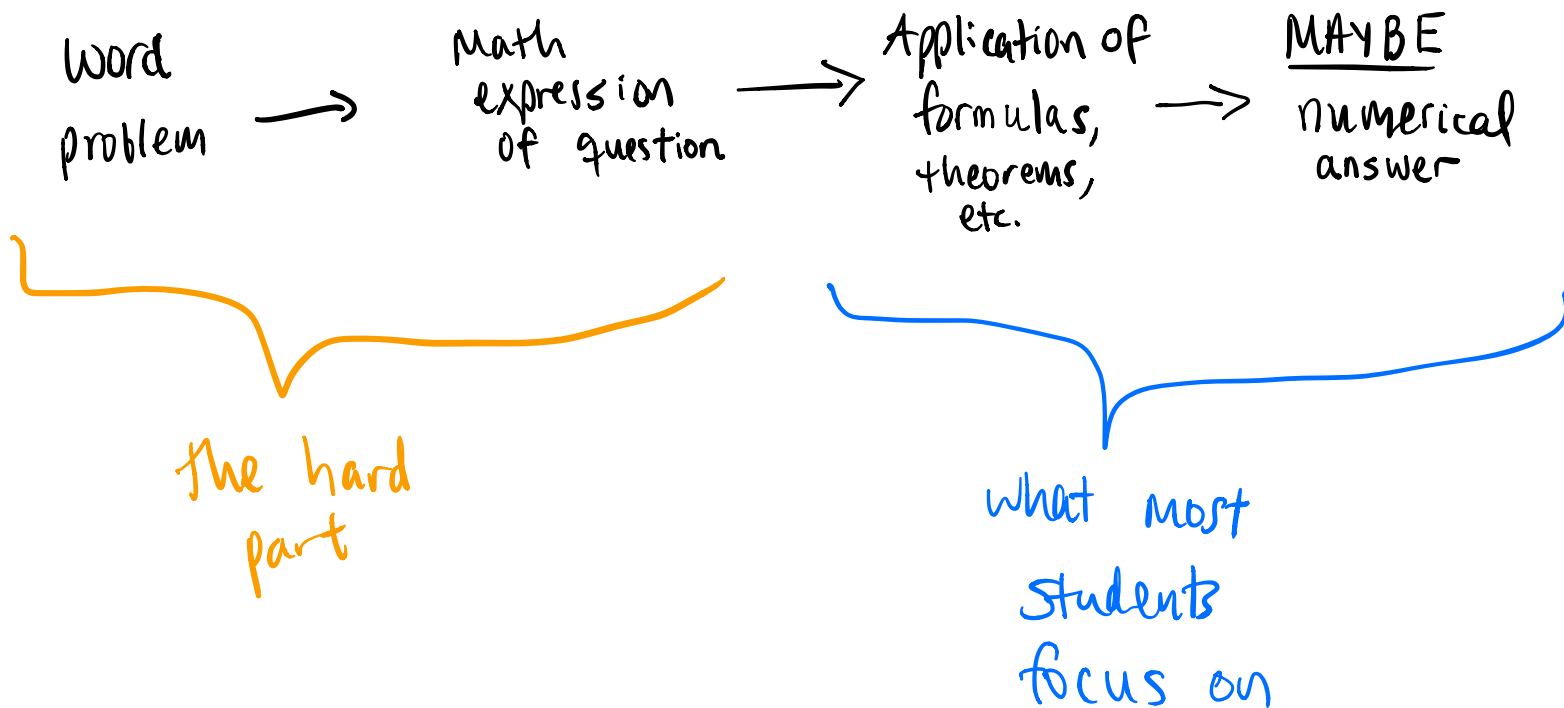 Word
problem
Math
expression
of question
Application of
formulas,
theorems,
etc.
MAYBE
numerical
answer
the hard
part
what most
students
focus on